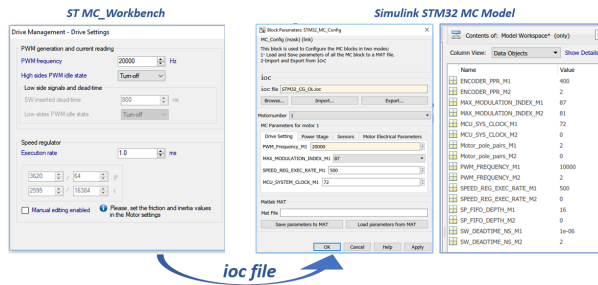 ST MC_Workbench
Simulink STM32 MC Model
Drive Management - Drive Settings
PWM generation and current reading
PWM frequency 20000 Hz
High sides PWM idle state Turn-off
Low side signals and dead-time
SW inserted dead-time 800 ns
Low sides PWM idle state Turn-off
Speed regulator
Execution rate 1.0 ms
3620 / 64 P
2595 / 16384 I
Manual editing enabled
Please, set the friction and inertia values
in the Motor settings
Block Parameters: STM32_MC_Config
MC_Config (mask) (link)
This block is used to Configure the MC blocks in two modes:
1- Load and Save parameters of all the MC block to a MAT file.
2-Import and Export from ioc
ioc
ioc file STM32_CG_OL.ioc
Browse... Import... Export...
Motornumber 1
MC Parameters for motor 1
Drive Setting Power Stage Sensors Motor Electrical Parameters
PWM_Frequency_M1 20000
MAX_MODULATION_INDEX_M1 87
SPEED_REG_EXEC_RATE_M1 500
MCU_SYSTEM_CLOCK_M1 72
Matlab MAT
Mat File
Save parameters to MAT Load parameters from MAT
OK Cancel Help Apply
Contents of: Model Workspace* (only)
Column View: Data Objects Show Details
Name Value
ENCODER_PPR_M1 400
ENCODER_PPR_M2 2
MAX_MODULATION_INDEX_M1 87
MAX_MODULATION_INDEX_M2 81
MCU_SYS_CLOCK_M1 72
MCU_SYS_CLOCK_M2 0
Motor_pole_pairs_M1 2
Motor_pole_pairs_M2 0
PWM_FREQUENCY_M1 10000
PWM_FREQUENCY_M2 2
SPEED_REG_EXEC_RATE_M1 500
SPEED_REG_EXEC_RATE_M2 0
SP_FIFO_DEPTH_M1 16
SP_FIFO_DEPTH_M2 0
SW_DEADTIME_NS_M1 1e-06
SW_DEADTIME_NS_M2 2
ioc file